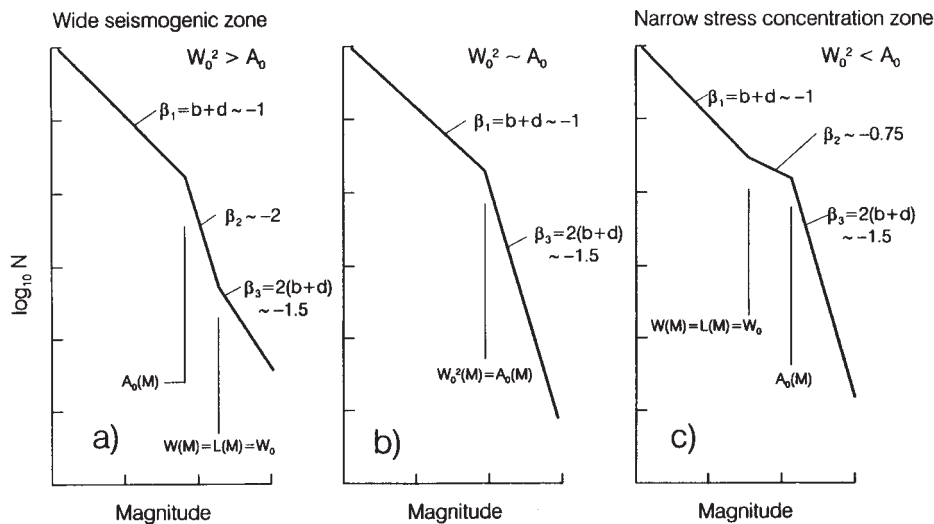 Wide seismogenic zone
Narrow stress concentration zone
a)
W₀² > A₀
β₁=b+d ~ -1
β₂ ~ -2
β₃=2(b+d)
~ -1.5
A₀(M)
W(M)=L(M)=W₀
log₁₀ N
Magnitude
b)
W₀² ~ A₀
β₁=b+d ~ -1
β₃=2(b+d)
~ -1.5
W₀²(M)=A₀(M)
Magnitude
c)
W₀² < A₀
β₁=b+d ~ -1
β₂ ~ -0.75
β₃=2(b+d)
~ -1.5
W(M)=L(M)=W₀
A₀(M)
Magnitude